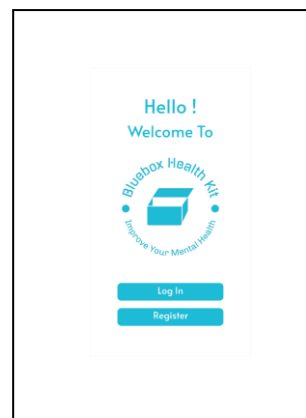 Hello !
Welcome To
Bluebox Health Kit
Improve Your Mental Health
Log In
Register